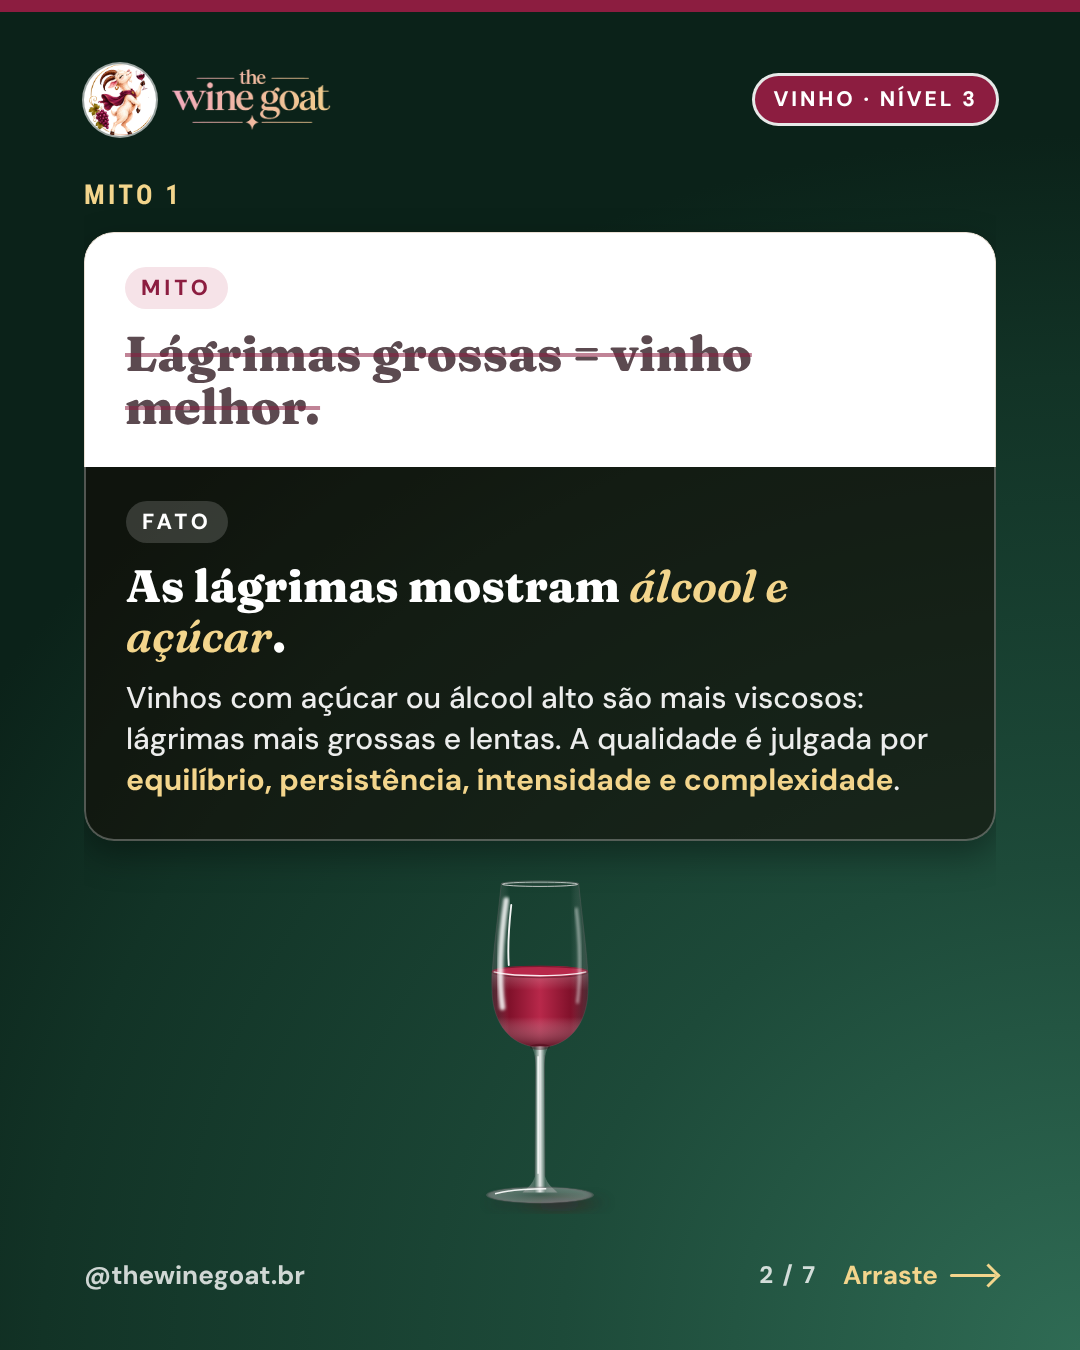 the
wine goat
VINHO · NÍVEL 3
MITO 1
MITO
Lágrimas grossas = vinho
melhor.
FATO
As lágrimas mostram álcool e
açúcar.
Vinhos com açúcar ou álcool alto são mais viscosos:
lágrimas mais grossas e lentas. A qualidade é julgada por
equilíbrio, persistência, intensidade e complexidade.
@thewinegoat.br
2 / 7
Arraste